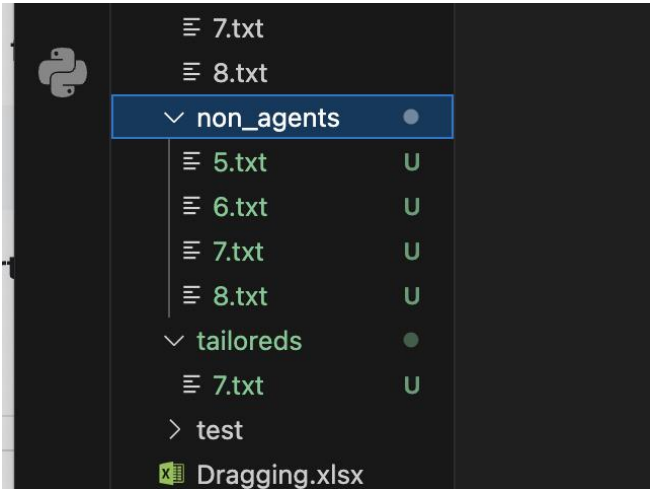 7.txt
8.txt
non_agents
5.txt U
6.txt U
7.txt U
8.txt U
tailoreds
7.txt U
test
Dragging.xlsx